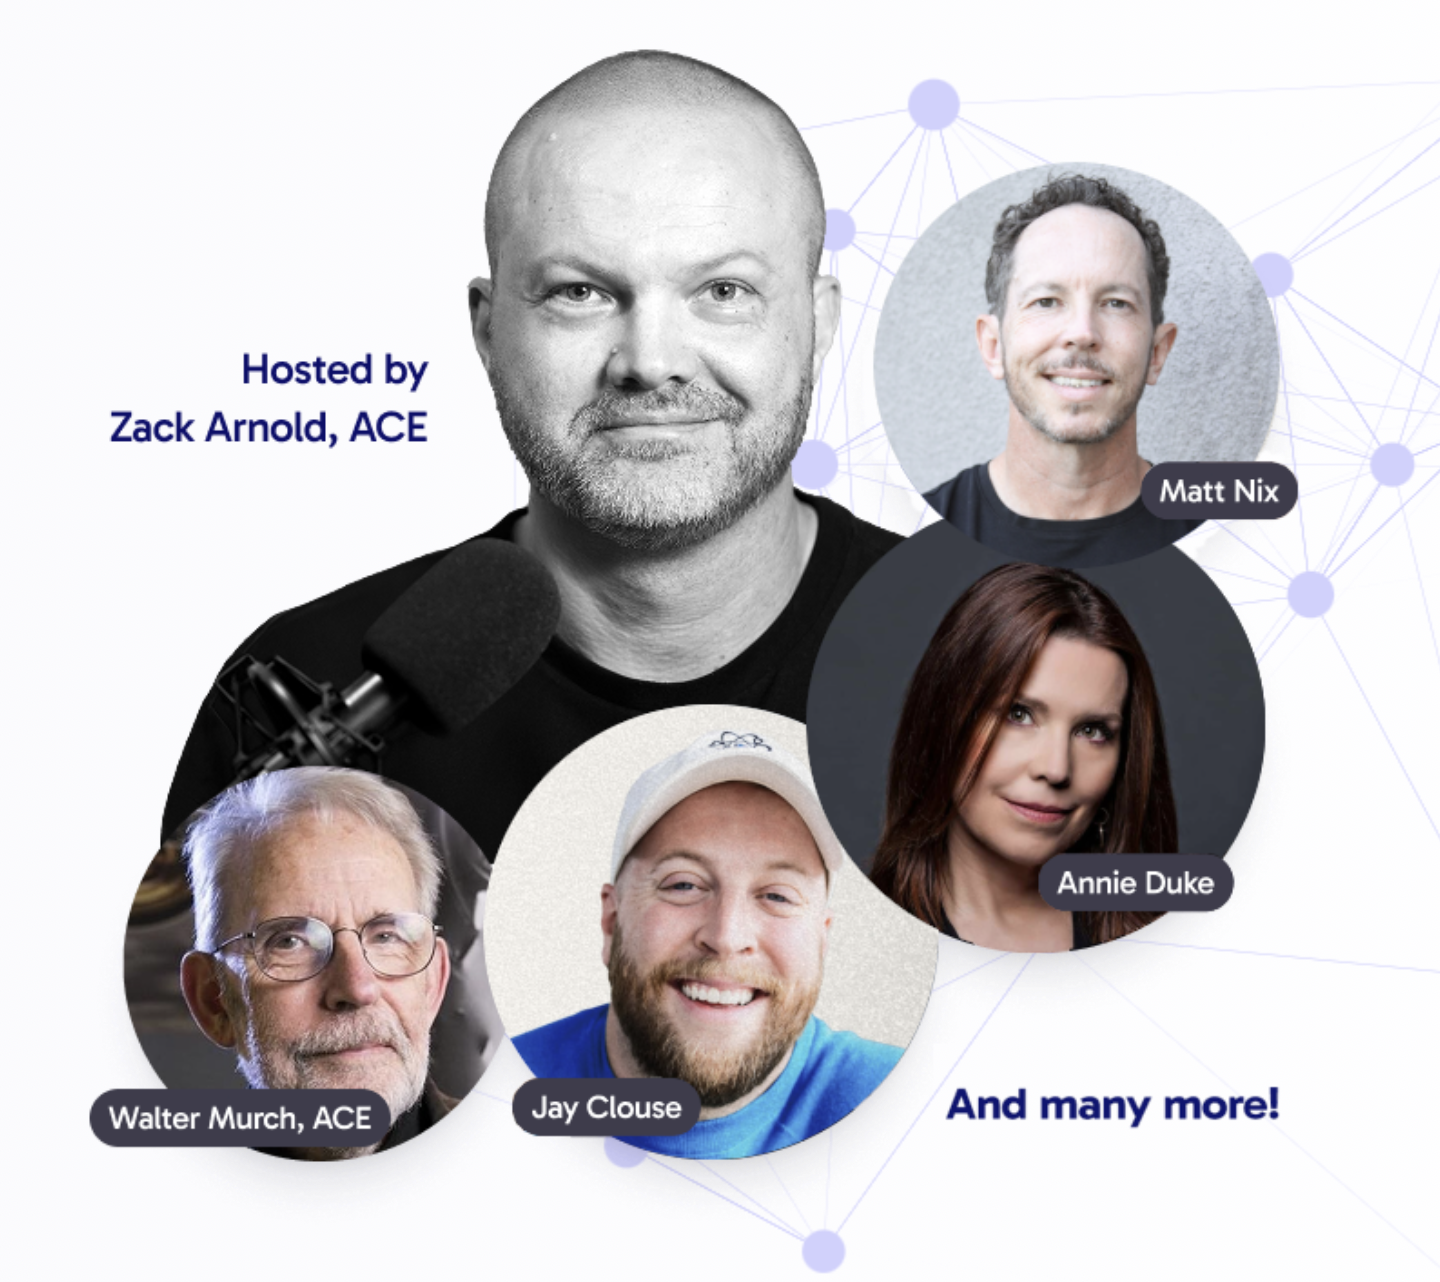 Hosted by
Zack Arnold, ACE
Matt Nix
Annie Duke
Walter Murch, ACE
Jay Clouse
And many more!